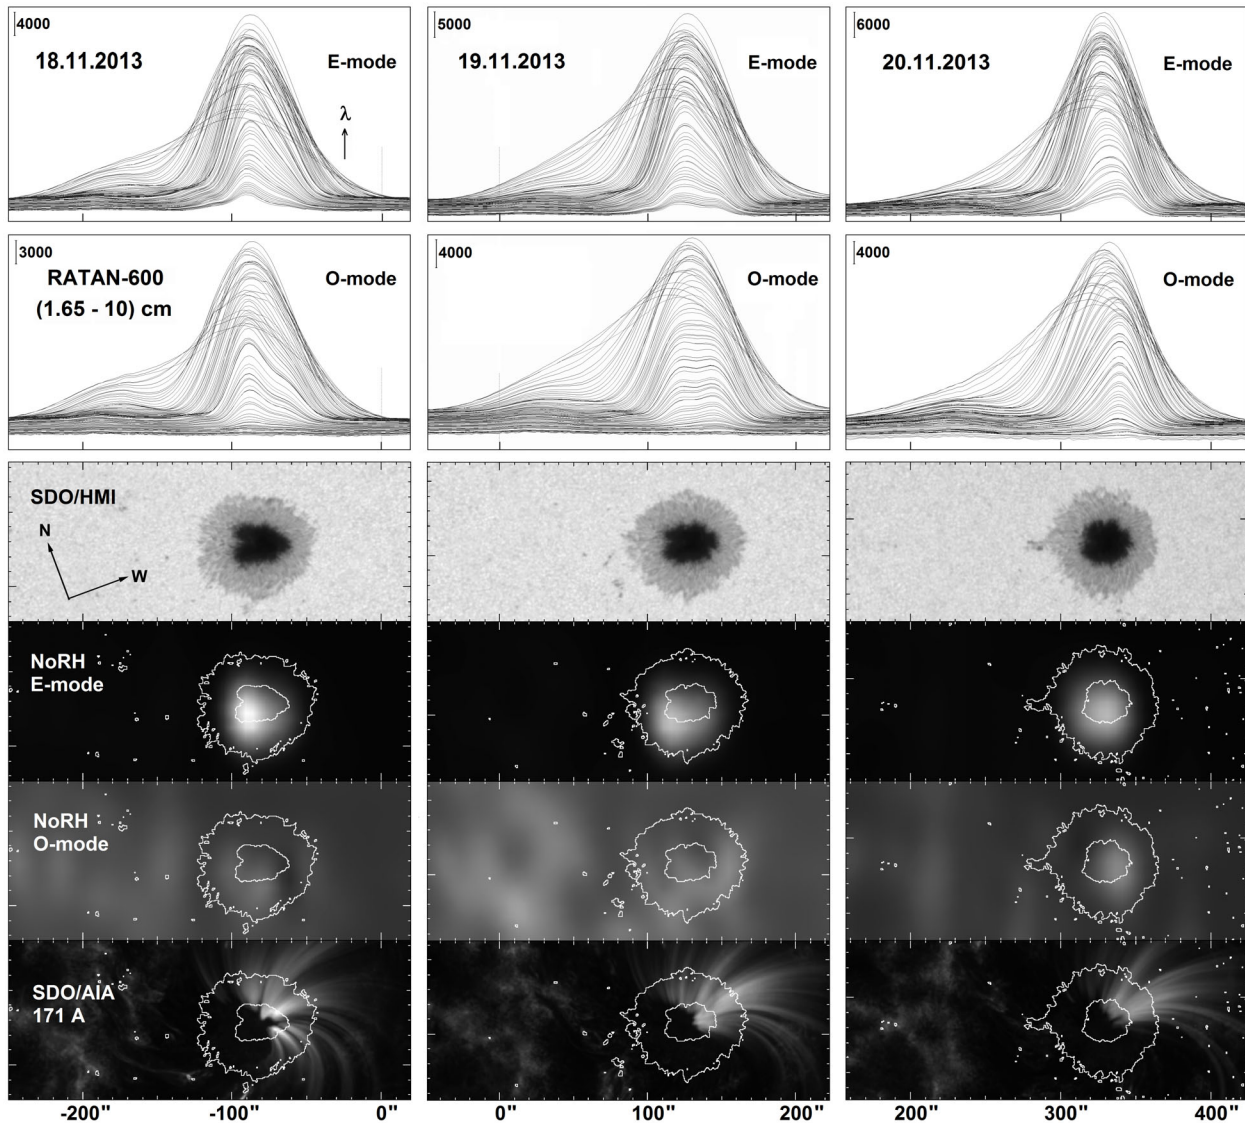 4000
18.11.2013
E-mode
λ
5000
19.11.2013
E-mode
6000
20.11.2013
E-mode
3000
RATAN-600
(1.65 - 10) cm
O-mode
4000
O-mode
4000
O-mode
SDO/HMI
N
W
NoRH
E-mode
NoRH
O-mode
SDO/AIA
171 A
-200" -100" 0" 0" 100" 200" 200" 300" 400"